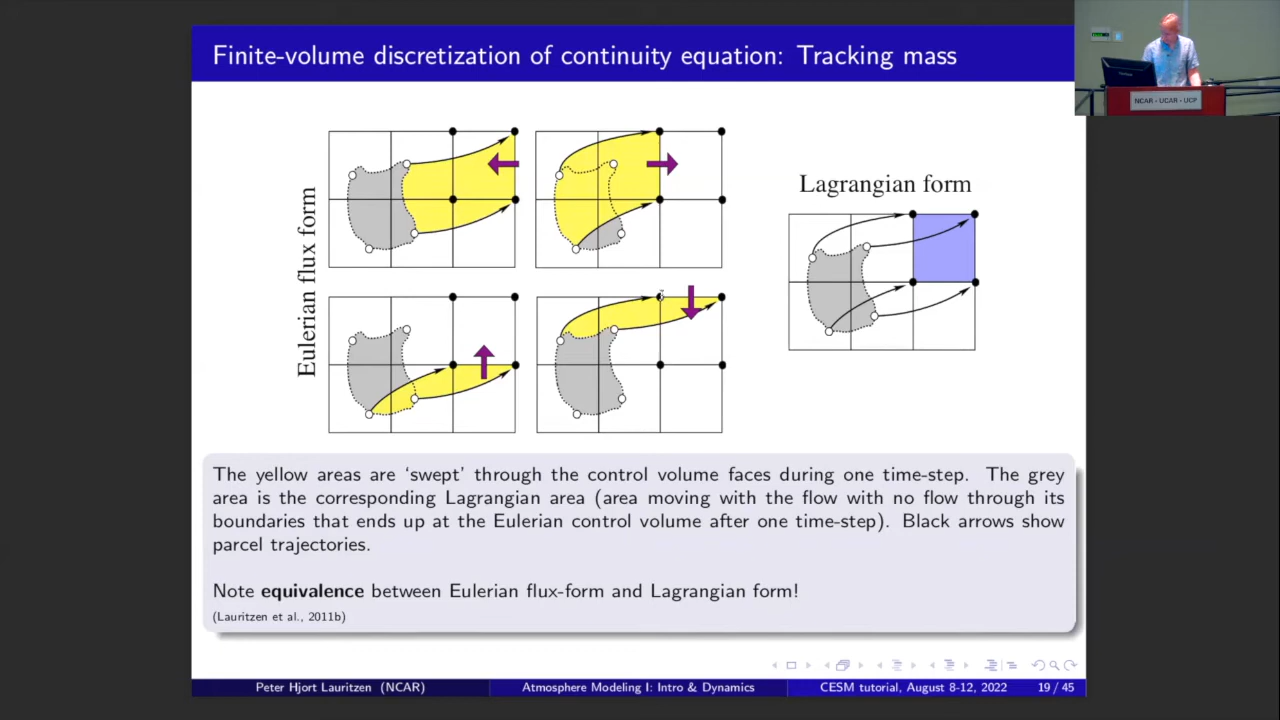 Finite-volume discretization of continuity equation: Tracking mass
NCAR - UCAR - UCP
Eulerian flux form
Lagrangian form
The yellow areas are ‘swept’ through the control volume faces during one time-step. The grey
area is the corresponding Lagrangian area (area moving with the flow with no flow through its
boundaries that ends up at the Eulerian control volume after one time-step). Black arrows show
parcel trajectories.
Note equivalence between Eulerian flux-form and Lagrangian form!
(Lauritzen et al., 2011b)
Peter Hjort Lauritzen (NCAR)
Atmosphere Modeling I: Intro & Dynamics
CESM tutorial, August 8-12, 2022
19 / 45